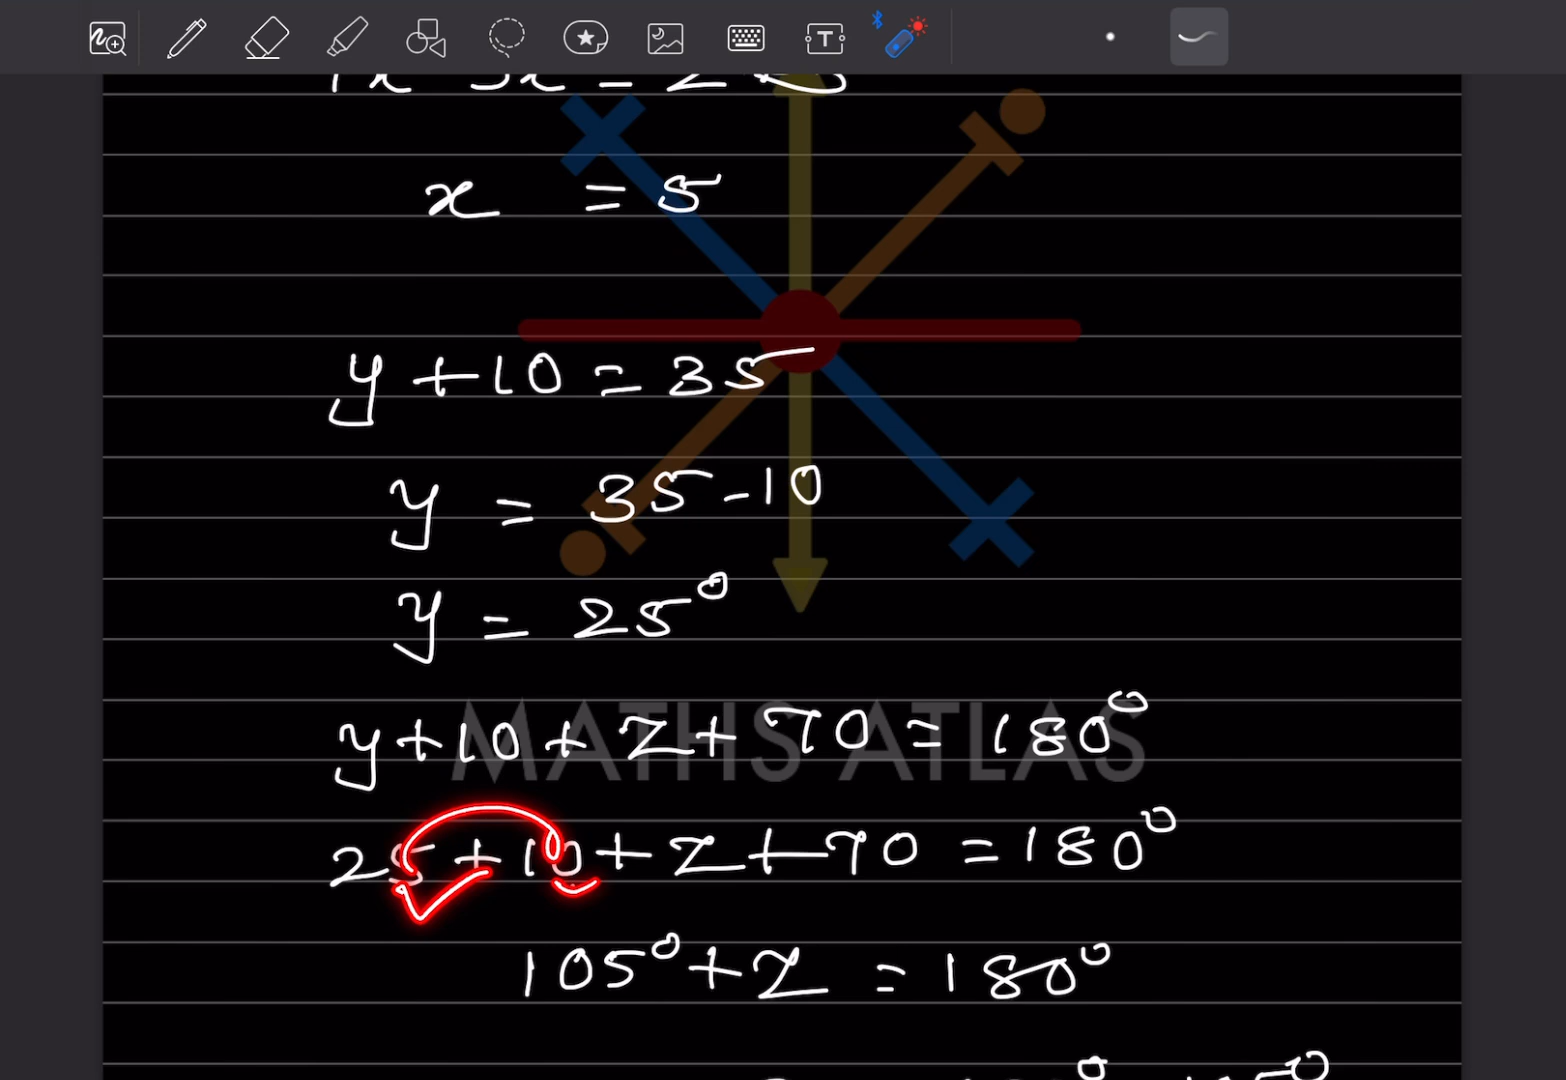 x = 5
y + 10 = 35
y = 35 - 10
y = 25°
y + 10 + z + 70 = 180°
MATHS ATLAS
25 + 10 + z + 70 = 180°
105° + z = 180°